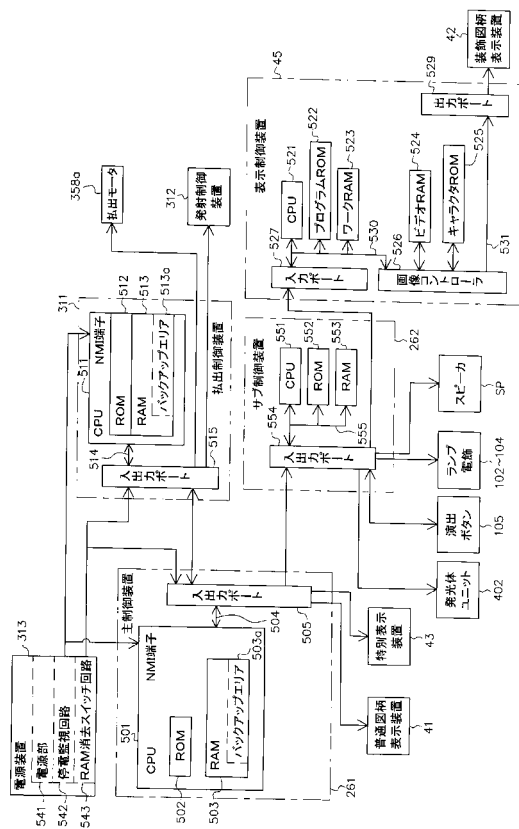 313
電源装置
541
電源部
542
停電監視回路
543
RAM消去スイッチ回路
311
511
NMI端子
CPU
ROM
512
RAM
513
バックアップエリア
513a
514
入出力ポート
515
払出制御装置
358a
払出モータ
312
発射制御装置
主制御装置
501
NMI端子
CPU
ROM
502
RAM
503
バックアップエリア
503a
504
入出力ポート
505
261
普通図柄表示装置
41
特別表示装置
43
サブ制御装置
554
入出力ポート
CPU
551
ROM
552
RAM
553
555
262
発光体ユニット
402
演出ボタン
105
ランプ電飾
102~104
スピーカ
SP
45
表示制御装置
527
入力ポート
CPU
521
プログラムROM
522
ワークRAM
523
530
526
画像コントローラ
ビデオRAM
524
キャラクタROM
525
531
出力ポート
529
装飾図柄表示装置
42